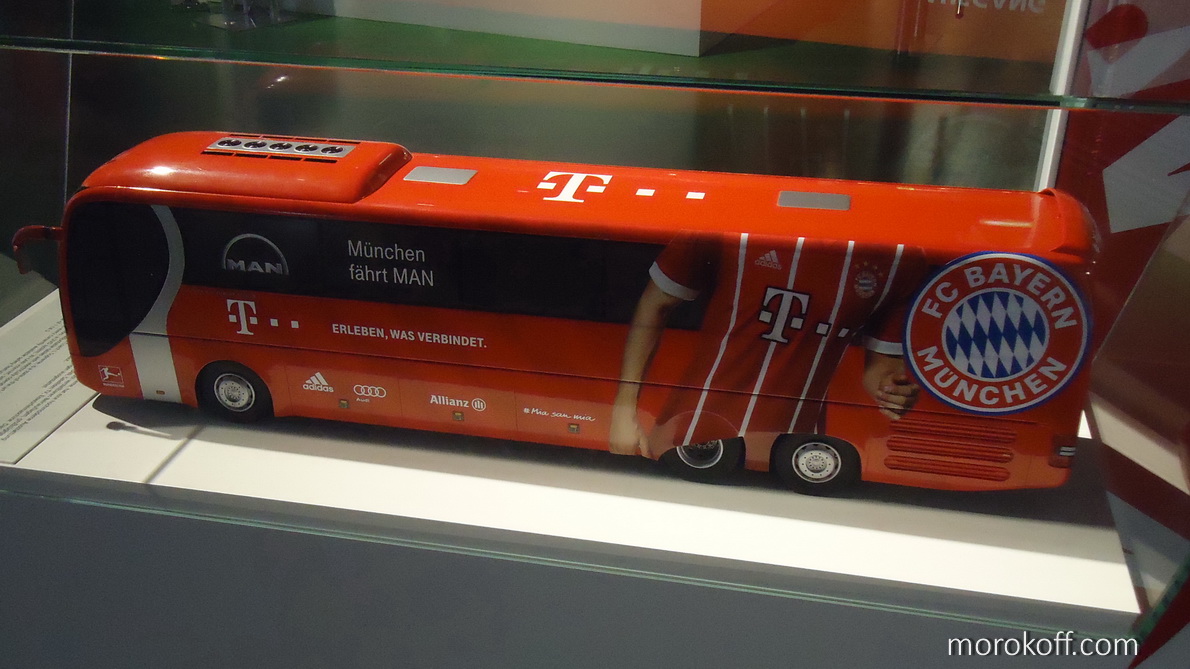 MAN
München
fährt MAN
T
T
ERLEBEN, WAS VERBINDET.
adidas
Audi
Allianz
#Mia san mia
adidas
T
FC BAYERN
MÜNCHEN
morokoff.com